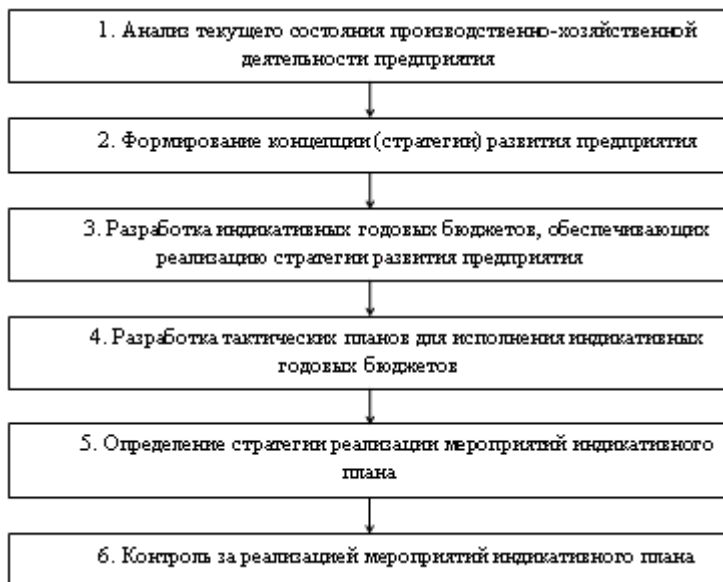 1. Анализ текущего состояния производственно-хозяйственной
деятельности предприятия
2. Формирование концепции (стратегии) развития предприятия
3. Разработка индикативных годовых бюджетов, обеспечивающих
реализацию стратегии развития предприятия
4. Разработка тактических планов для исполнения индикативных
годовых бюджетов
5. Определение стратегии реализации мероприятий индикативного
плана
6. Контроль за реализацией мероприятий индикативного плана